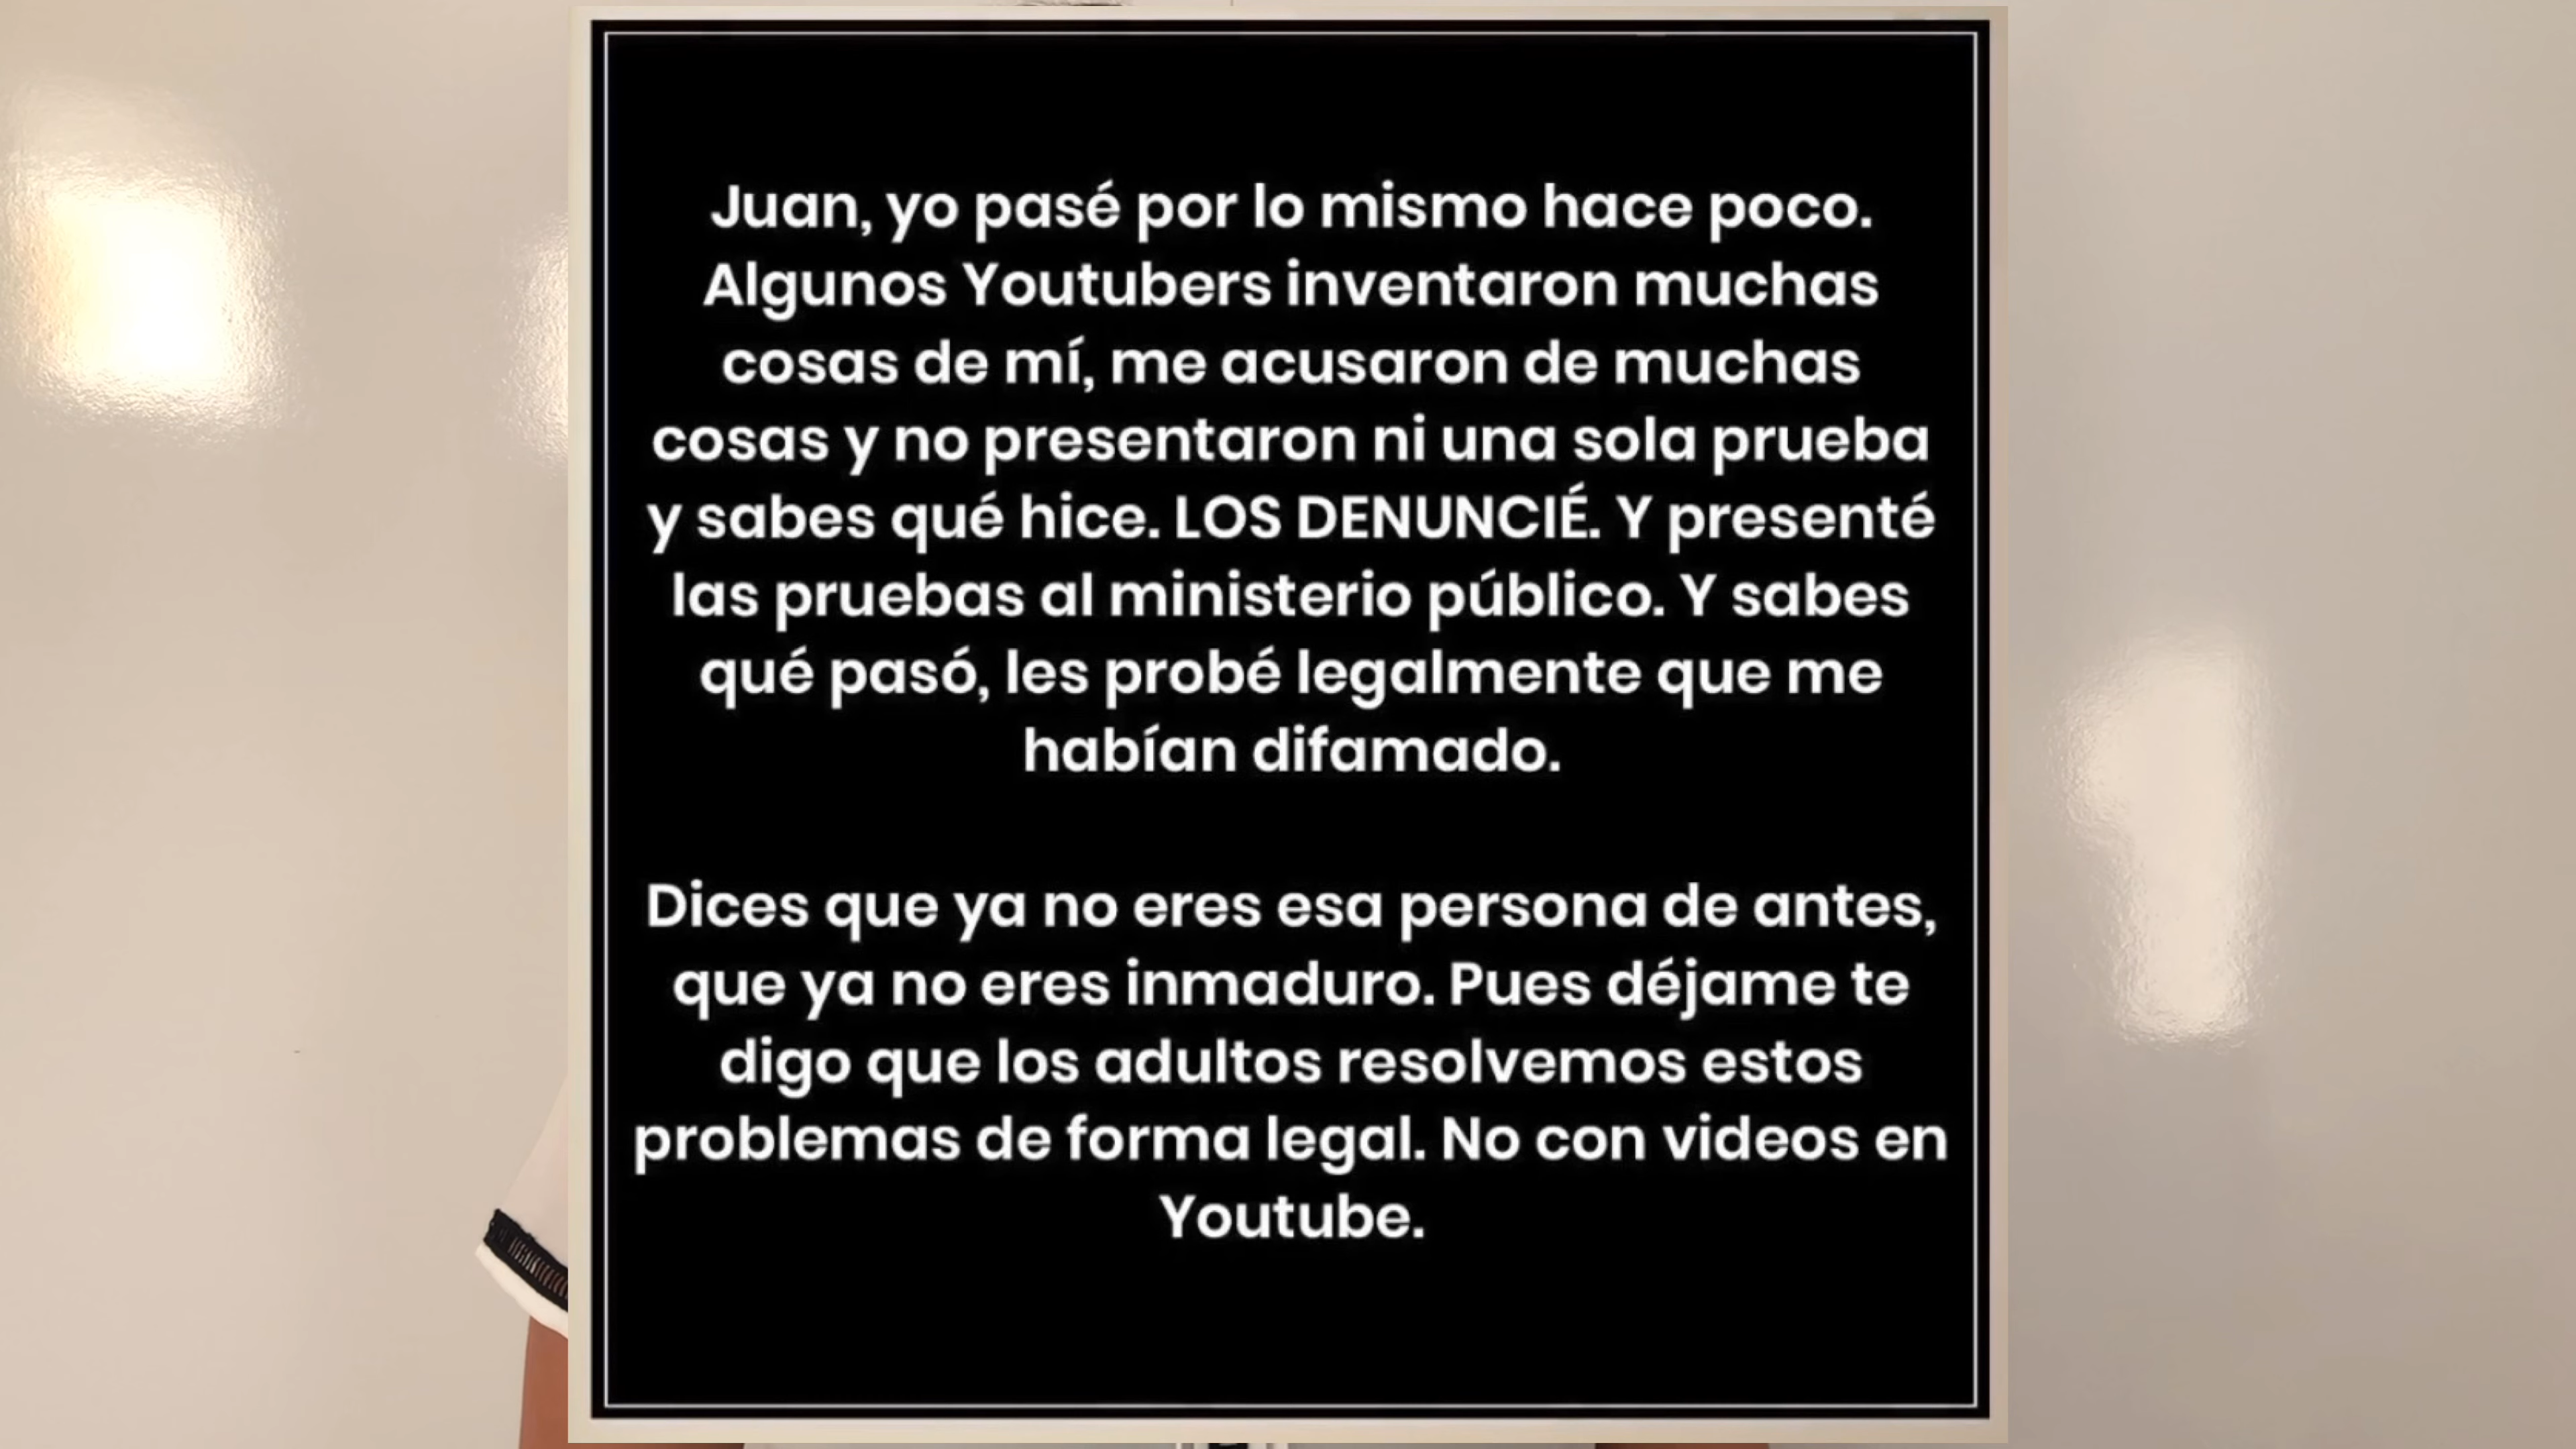 Juan, yo pasé por lo mismo hace poco.
Algunos Youtubers inventaron muchas
cosas de mí, me acusaron de muchas
cosas y no presentaron ni una sola prueba
y sabes qué hice. LOS DENUNCIÉ. Y presenté
las pruebas al ministerio público. Y sabes
qué pasó, les probé legalmente que me
habían difamado.
Dices que ya no eres esa persona de antes,
que ya no eres inmaduro. Pues déjame te
digo que los adultos resolvemos estos
problemas de forma legal. No con videos en
Youtube.